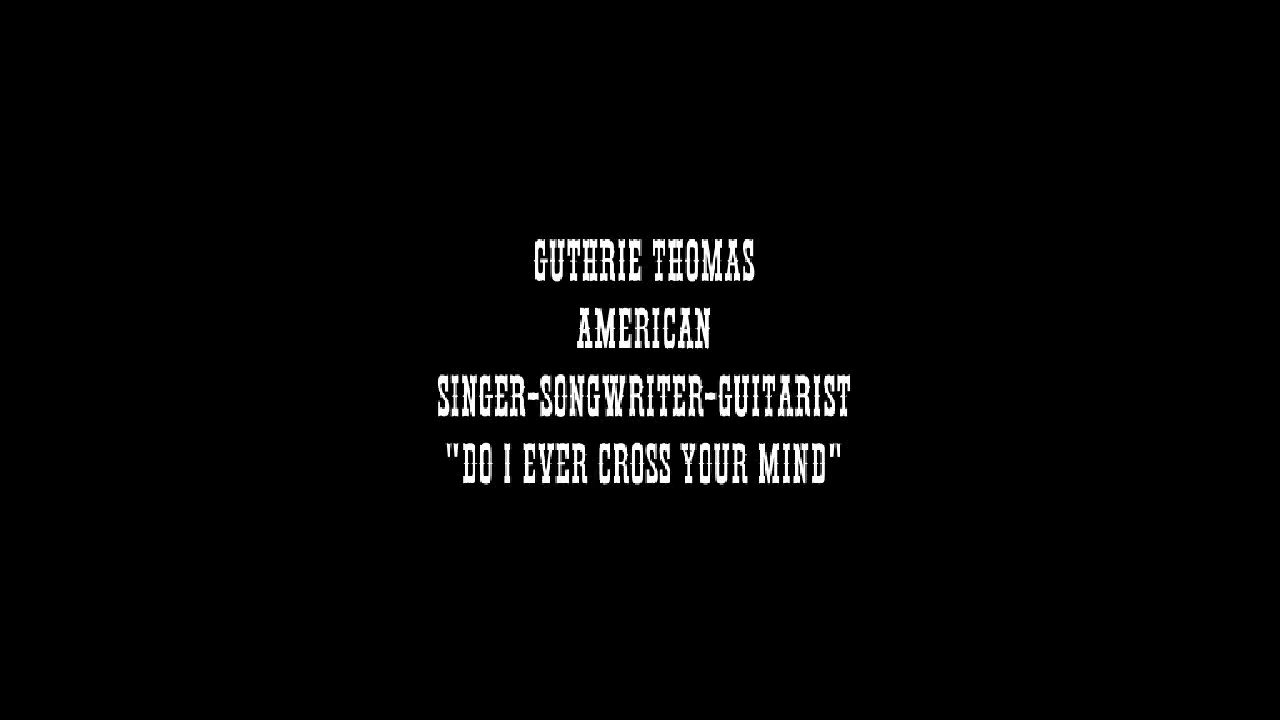 GUTHRIE THOMAS
AMERICAN
SINGER-SONGWRITER-GUITARIST
"DO I EVER CROSS YOUR MIND"